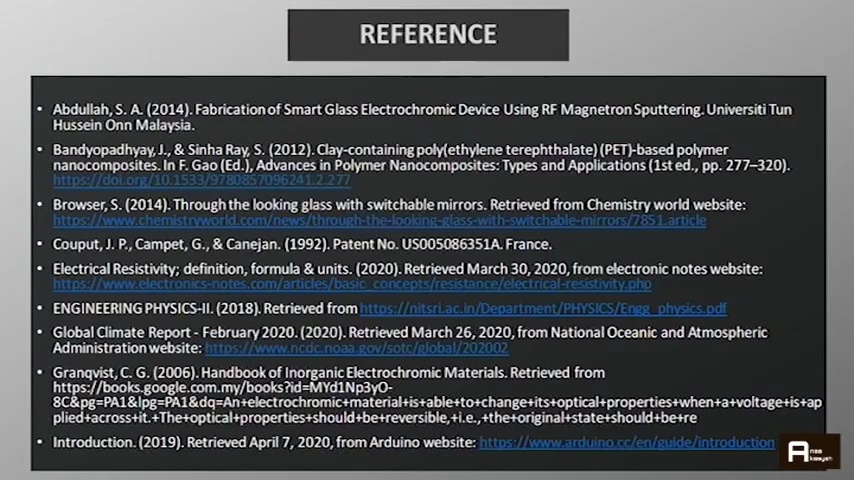 REFERENCE
• Abdullah, S. A. (2014). Fabrication of Smart Glass Electrochromic Device Using RF Magnetron Sputtering. Universiti Tun
Hussein Onn Malaysia.
• Bandyopadhyay, J., & Sinha Ray, S. (2012). Clay-containing poly(ethylene terephthalate) (PET)-based polymer
nanocomposites. In F. Gao (Ed.), Advances in Polymer Nanocomposites: Types and Applications (1st ed., pp. 277–320).
https://doi.org/10.1533/9780857096241.2.277
• Browser, S. (2014). Through the looking glass with switchable mirrors. Retrieved from Chemistry world website:
https://www.chemistryworld.com/news/through-the-looking-glass-with-switchable-mirrors/7851.article
• Couput, J. P., Campet, G., & Canejan. (1992). Patent No. US005086351A. France.
• Electrical Resistivity; definition, formula & units. (2020). Retrieved March 30, 2020, from electronic notes website:
https://www.electronics-notes.com/articles/basic_concepts/resistance/electrical-resistivity.php
• ENGINEERING PHYSICS-II. (2018). Retrieved from https://nitsri.ac.in/Department/PHYSICS/Engg_physics.pdf
• Global Climate Report - February 2020. (2020). Retrieved March 26, 2020, from National Oceanic and Atmospheric
Administration website: https://www.ncdc.noaa.gov/sotc/global/202002
• Granqvist, C. G. (2006). Handbook of Inorganic Electrochromic Materials. Retrieved from
https://books.google.com.my/books?id=MYd1Np3yO-
8C&pg=PA1&lpg=PA1&dq=An+electrochromic+material+is+able+to+change+its+optical+properties+when+a+voltage+is+ap
plied+across+it.+The+optical+properties+should+be+reversible,+i.e.,+the+original+state+should+be+re
• Introduction. (2019). Retrieved April 7, 2020, from Arduino website: https://www.arduino.cc/en/guide/introduction